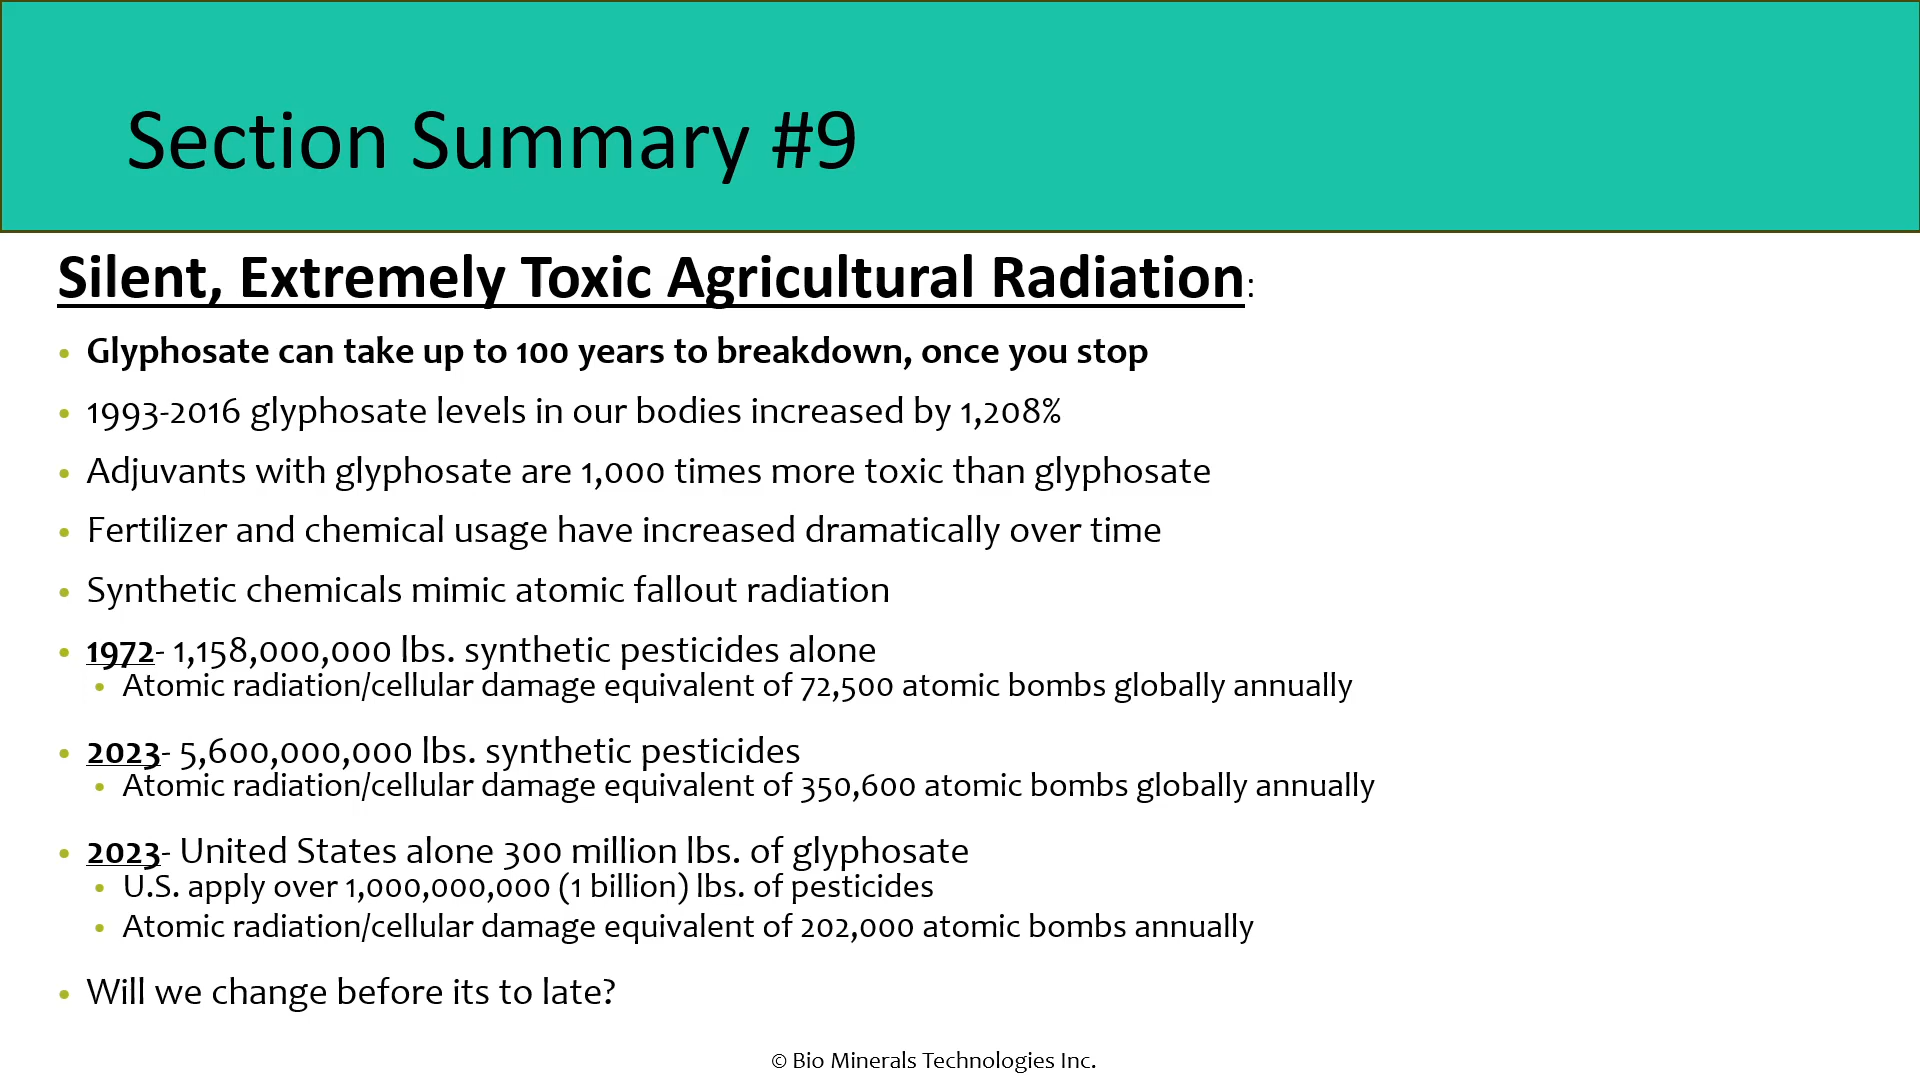 Section Summary #9
Silent, Extremely Toxic Agricultural Radiation:
• Glyphosate can take up to 100 years to breakdown, once you stop
• 1993-2016 glyphosate levels in our bodies increased by 1,208%
• Adjuvants with glyphosate are 1,000 times more toxic than glyphosate
• Fertilizer and chemical usage have increased dramatically over time
• Synthetic chemicals mimic atomic fallout radiation
• 1972- 1,158,000,000 lbs. synthetic pesticides alone
• Atomic radiation/cellular damage equivalent of 72,500 atomic bombs globally annually
• 2023- 5,600,000,000 lbs. synthetic pesticides
• Atomic radiation/cellular damage equivalent of 350,600 atomic bombs globally annually
• 2023- United States alone 300 million lbs. of glyphosate
• U.S. apply over 1,000,000,000 (1 billion) lbs. of pesticides
• Atomic radiation/cellular damage equivalent of 202,000 atomic bombs annually
• Will we change before its to late?
© Bio Minerals Technologies Inc.